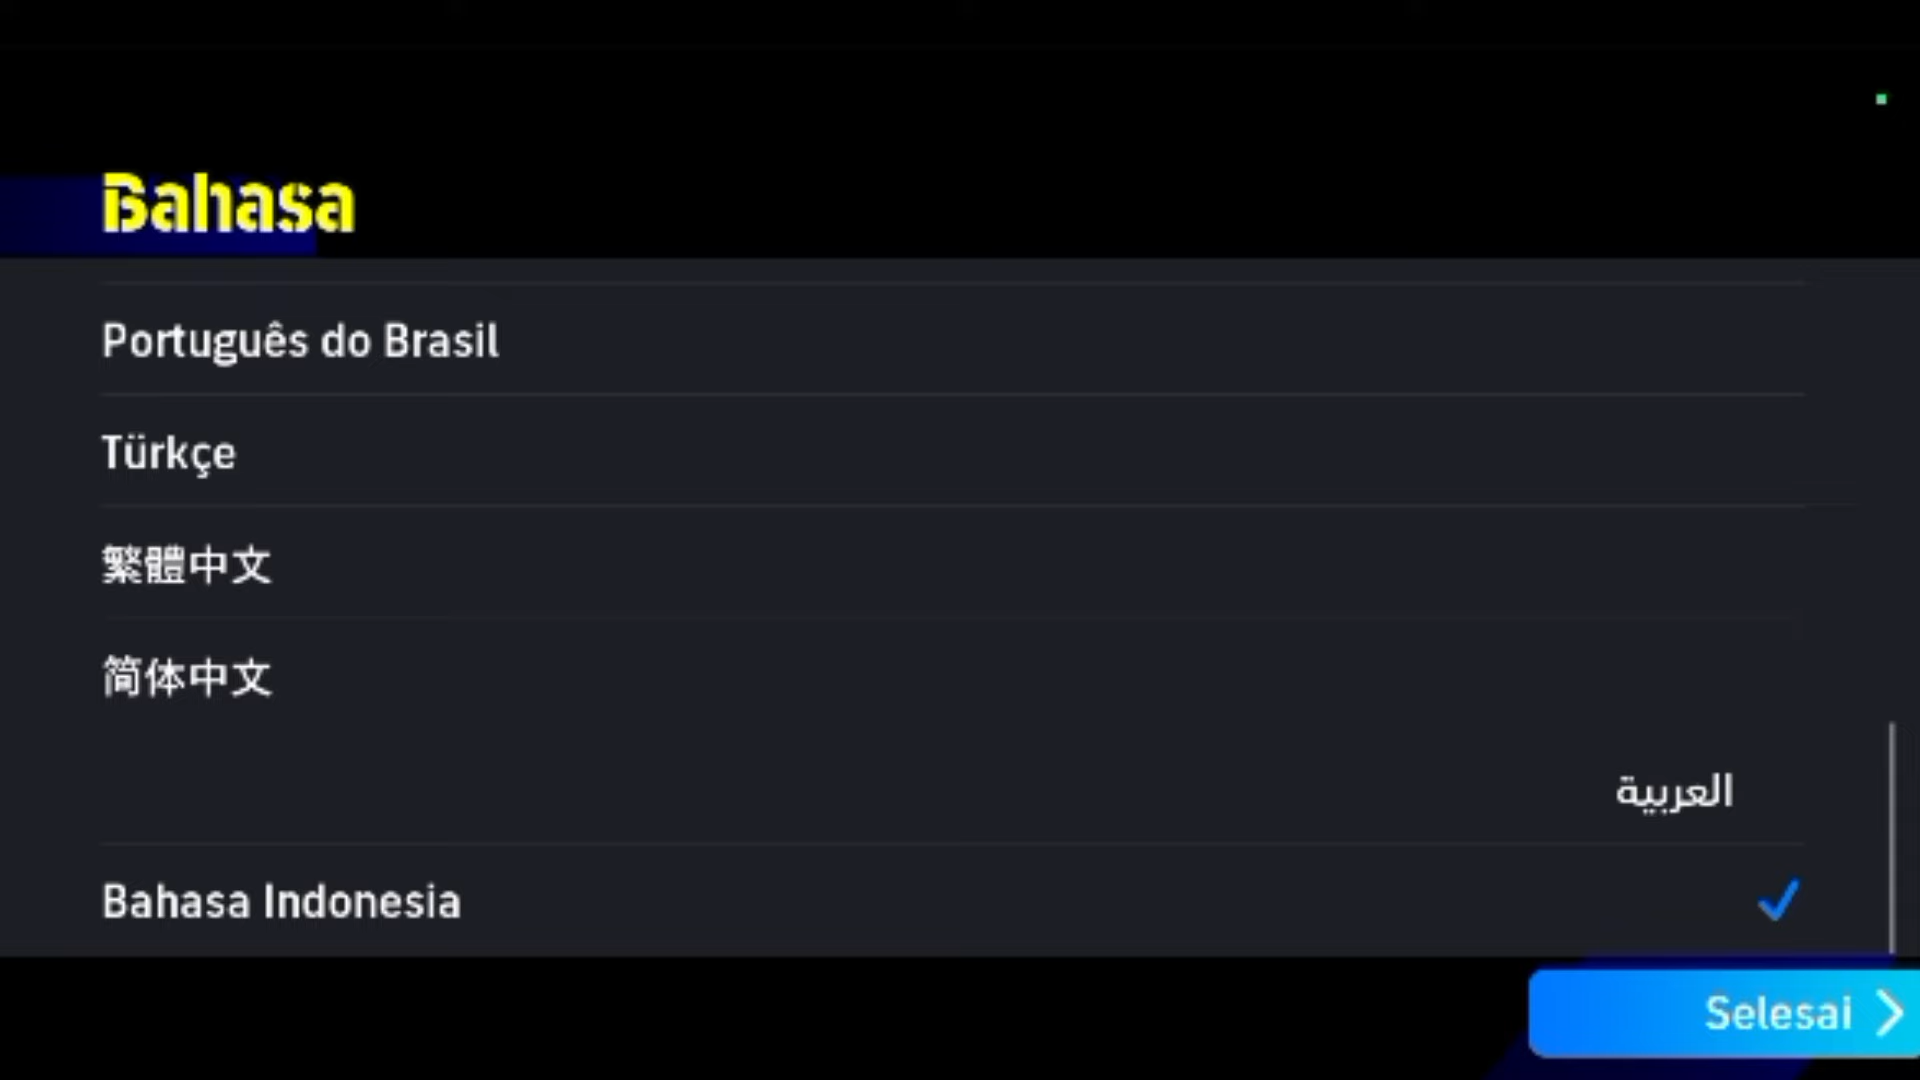 Bahasa
Português do Brasil
Türkçe
繁體中文
简体中文
العربية
Bahasa Indonesia
Selesai